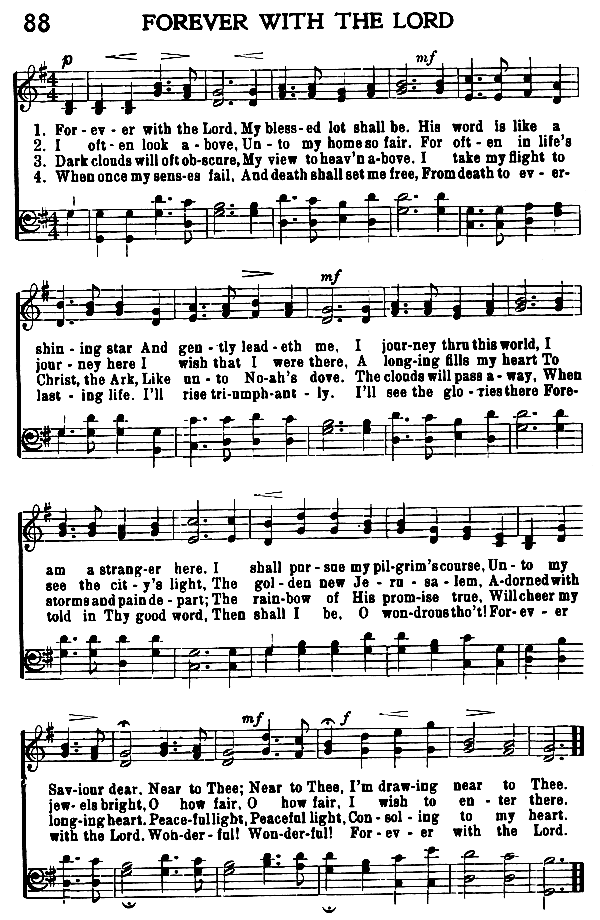 88 FOREVER WITH THE LORD
p mf
1. For - ev - er with the Lord, My bless - ed lot shall be. His word is like a
2. I oft - en look a - bove, Un - to my home so fair. For oft - en in life's
3. Dark clouds will oft ob - scure, My view to heav'n a - bove. I take my flight to
4. When once my sens - es fail, And death shall set me free, From death to ev - er-
mf
shin - ing star And gen - tly lead - eth me, I jour - ney thru this world, I
jour - ney here I wish that I were there, A long - ing fills my heart To
Christ, the Ark, Like un - to No - ah's dove. The clouds will pass a - way, When
last - ing life. I'll rise tri - umph - ant - ly. I'll see the glo - ries there Fore-
am a strang - er here. I shall pur - sue my pil - grim's course, Un - to my
see the cit - y's light, The gol - den new Je - ru - sa - lem, A - dorned with
storms and pain de - part; The rain - bow of His prom - ise true, Will cheer my
told in Thy good word, Then shall I be, O wondrous tho't! For - ev - er
mf f
Sav - iour dear. Near to Thee; Near to Thee, I'm draw - ing near to Thee.
jew - els bright, O how fair, O how fair, I wish to en - ter there.
long - ing heart. Peace - ful light, Peaceful light, Con - sol - ing to my heart.
with the Lord. Won - der - ful! Won - der - ful! For - ev - er with the Lord.